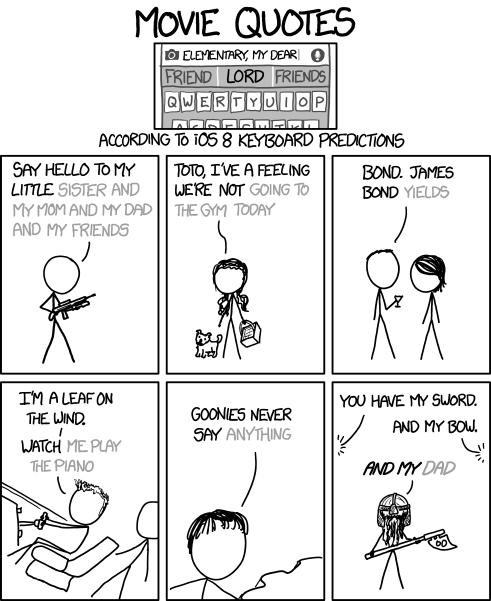 MOVIE QUOTES
ELEMENTARY, MY DEAR
FRIEND LORD FRIENDS
Q W E R T Y U I O P
ACCORDING TO iOS 8 KEYBOARD PREDICTIONS
SAY HELLO TO MY
LITTLE SISTER AND
MY MOM AND MY DAD
AND MY FRIENDS
TOTO, I'VE A FEELING
WE'RE NOT GOING TO
THE GYM TODAY
BOND. JAMES
BOND YIELDS
I'M A LEAF ON
THE WIND.
WATCH ME PLAY
THE PIANO
GOONIES NEVER
SAY ANYTHING
YOU HAVE MY SWORD.
AND MY BOW.
AND MY DAD